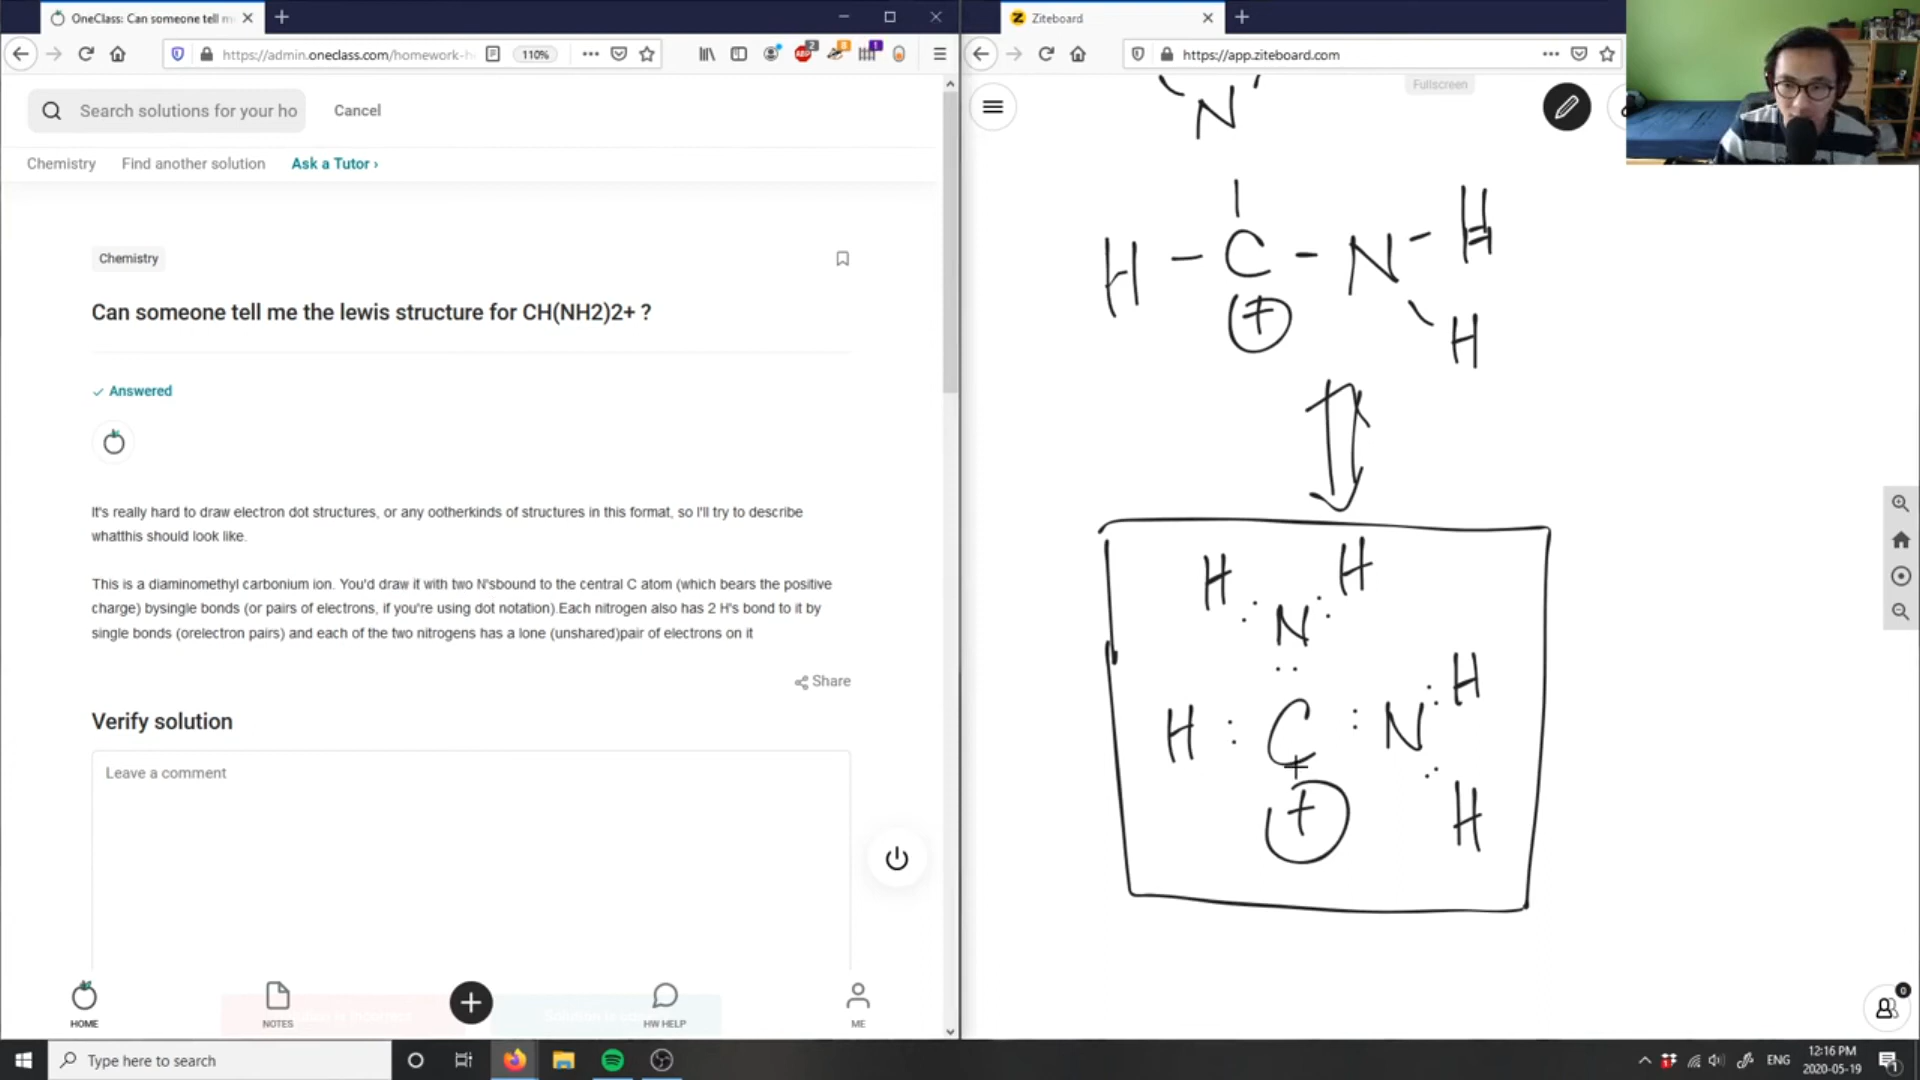 OneClass: Can someone tell m
Ziteboard
https://admin.oneclass.com/homework-h
110%
ABP
2
8
1
https://app.ziteboard.com
Search solutions for your ho
Cancel
Fullscreen
Chemistry
Find another solution
Ask a Tutor ›
Chemistry
Can someone tell me the lewis structure for CH(NH2)2+ ?
Answered
It's really hard to draw electron dot structures, or any ootherkinds of structures in this format, so I'll try to describe
whatthis should look like.
This is a diaminomethyl carbonium ion. You'd draw it with two N'sbound to the central C atom (which bears the positive
charge) bysingle bonds (or pairs of electrons, if you're using dot notation).Each nitrogen also has 2 H's bond to it by
single bonds (orelectron pairs) and each of the two nitrogens has a lone (unshared)pair of electrons on it
Share
Verify solution
Leave a comment
HOME
NOTES
HW HELP
ME
N
H - C - N - H
+
H
H H
N
H
H : C : N
+
H
0
Type here to search
ENG
12:16 PM
2020-05-19
1